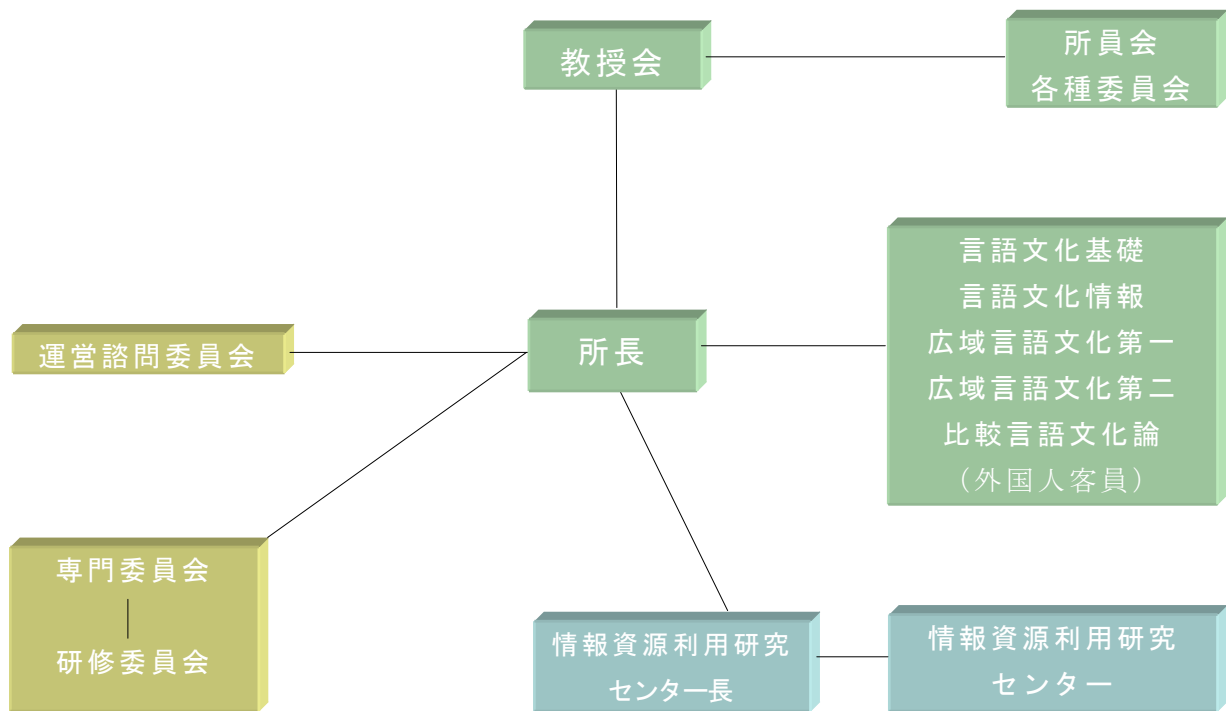 教授会
所員会
各種委員会
言語文化基礎
言語文化情報
広域言語文化第一
広域言語文化第二
比較言語文化論
（外国人客員）
運営諮問委員会
所長
専門委員会
研修委員会
情報資源利用研究
センター長
情報資源利用研究
センター